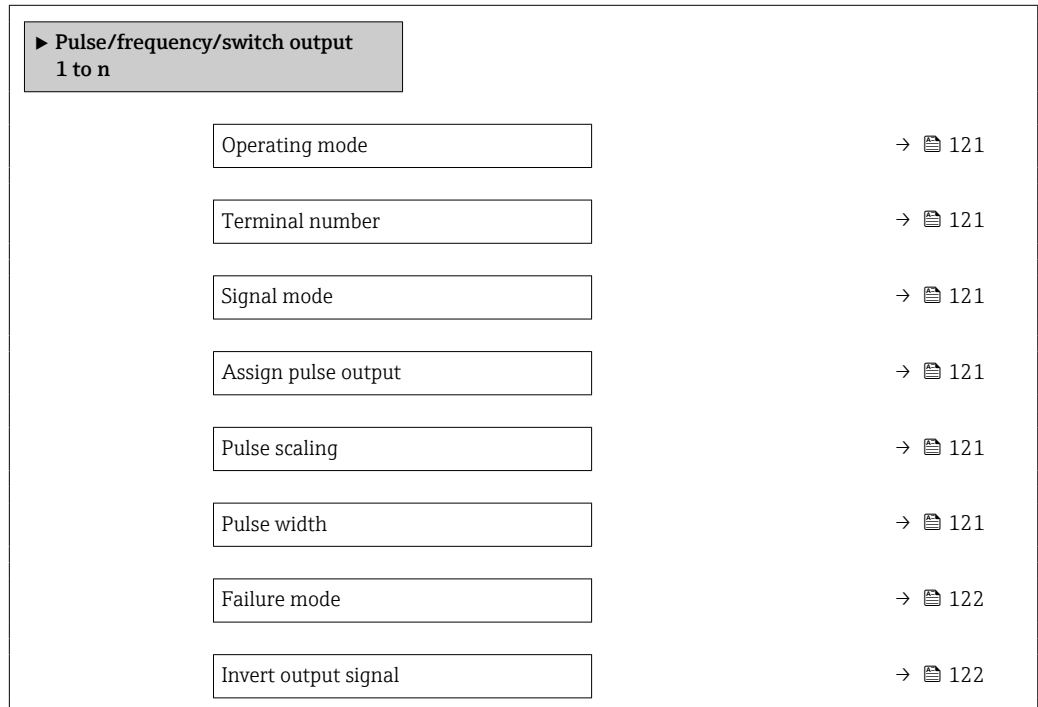 ▶ Pulse/frequency/switch output
1 to n
Operating mode → 121
Terminal number → 121
Signal mode → 121
Assign pulse output → 121
Pulse scaling → 121
Pulse width → 121
Failure mode → 122
Invert output signal → 122